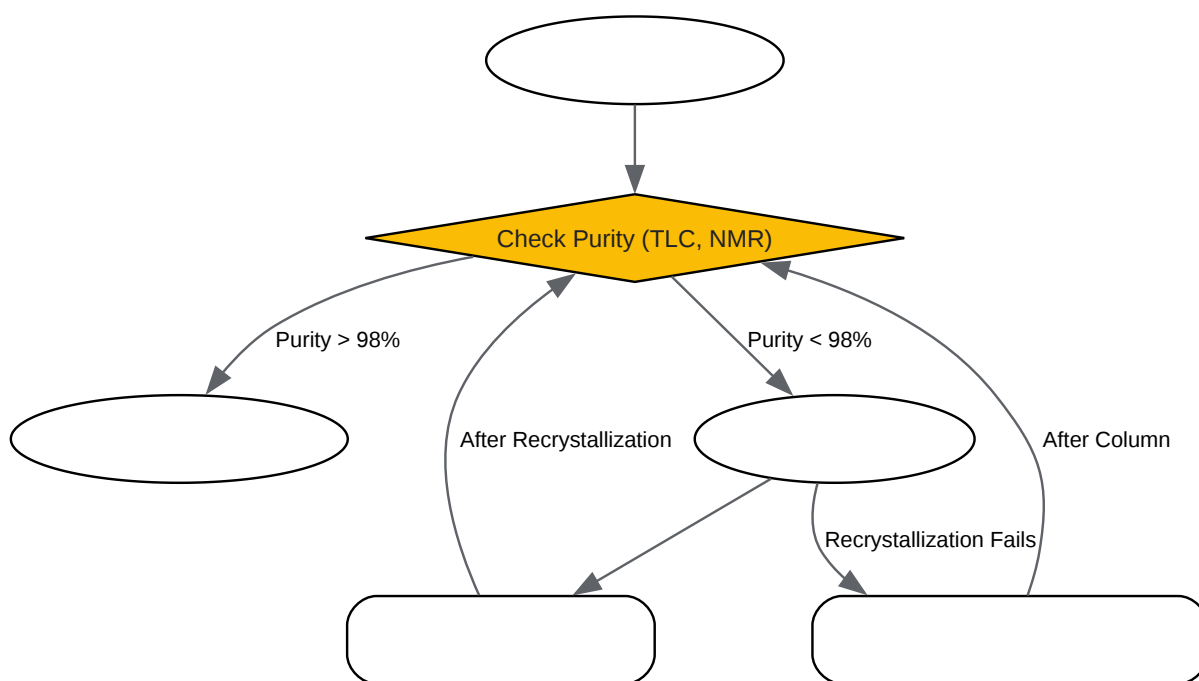 Check Purity (TLC, NMR)
Purity > 98%
Purity < 98%
After Recrystallization
After Column
Recrystallization Fails